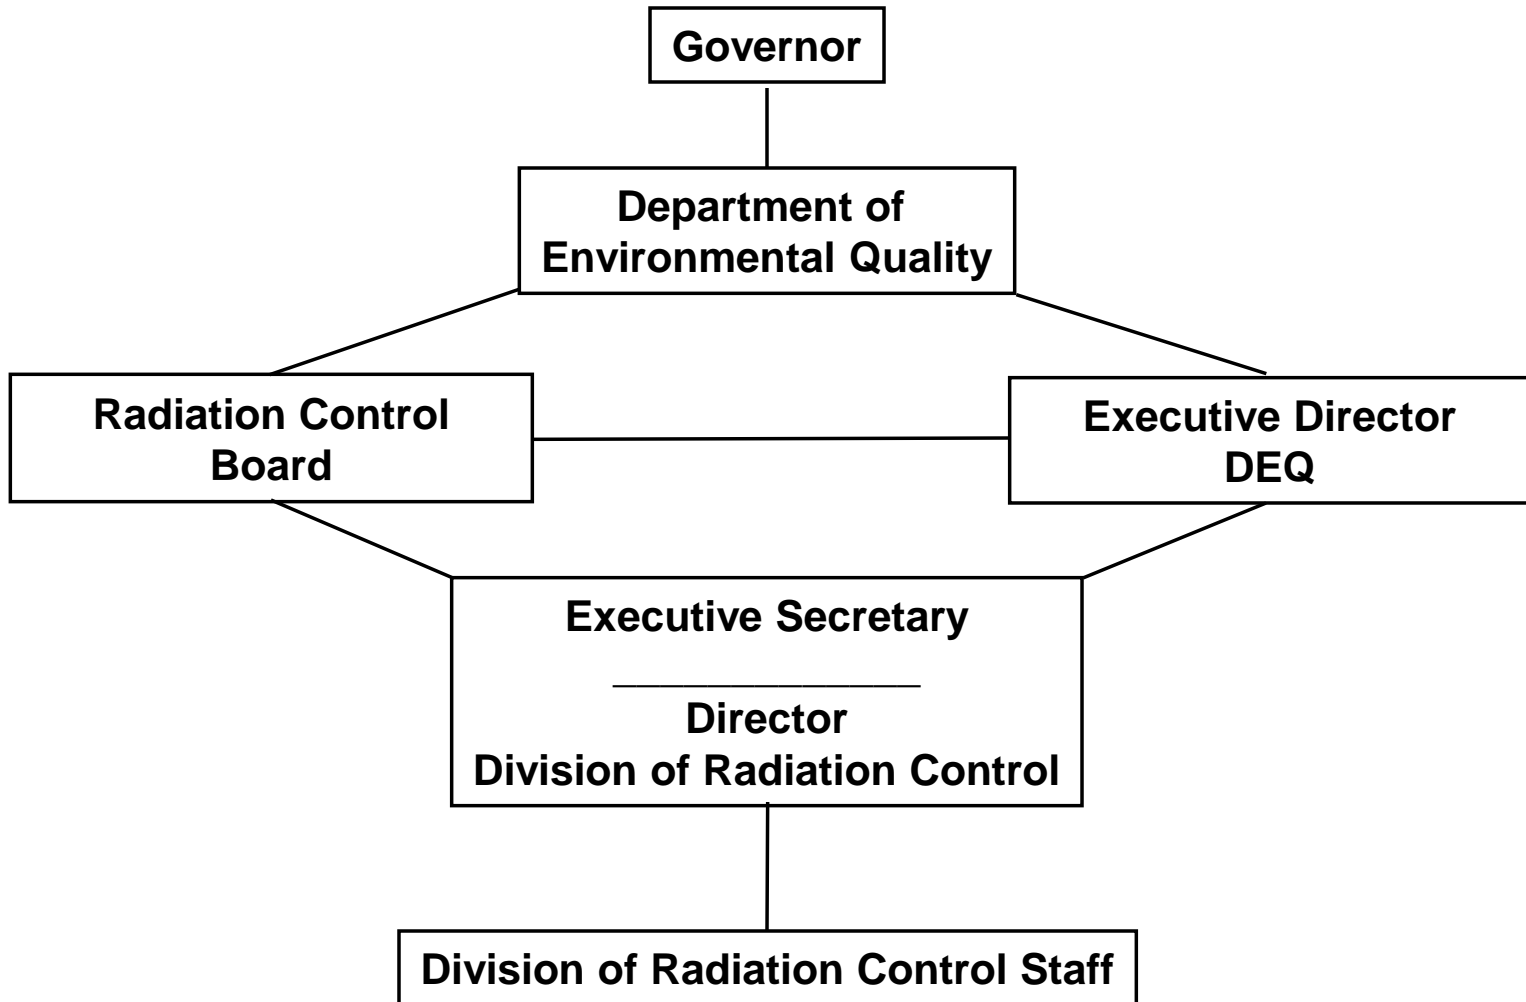 Governor
Department of
Environmental Quality
Radiation Control
Board
Executive Director
DEQ
Executive Secretary
_____________
Director
Division of Radiation Control
Division of Radiation Control Staff